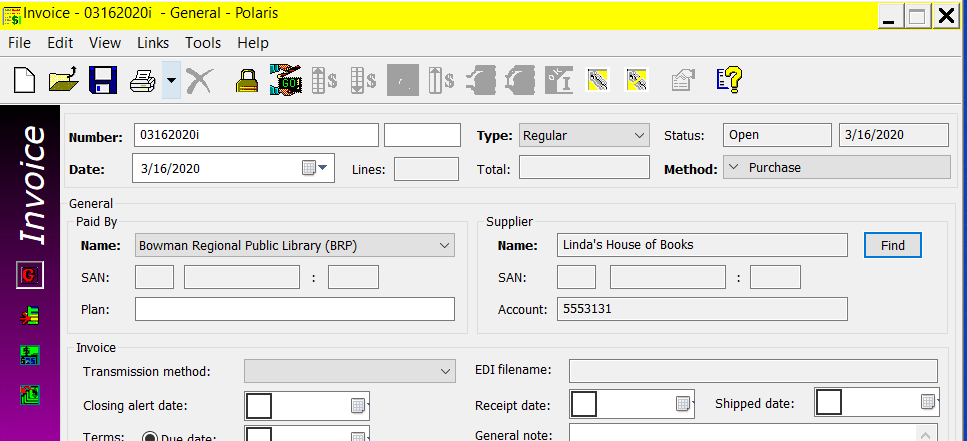 Invoice - 03162020i - General - Polaris
File Edit View Links Tools Help
Invoice
Number: 03162020i Type: Regular Status: Open 3/16/2020
Date: 3/16/2020 Lines: Total: Method: Purchase
General
Paid By Supplier
Name: Bowman Regional Public Library (BRP) Name: Linda's House of Books Find
SAN: : SAN: :
Plan: Account: 5553131
Invoice
Transmission method: EDI filename:
Closing alert date: Receipt date: Shipped date:
Terms: Due date: General note: